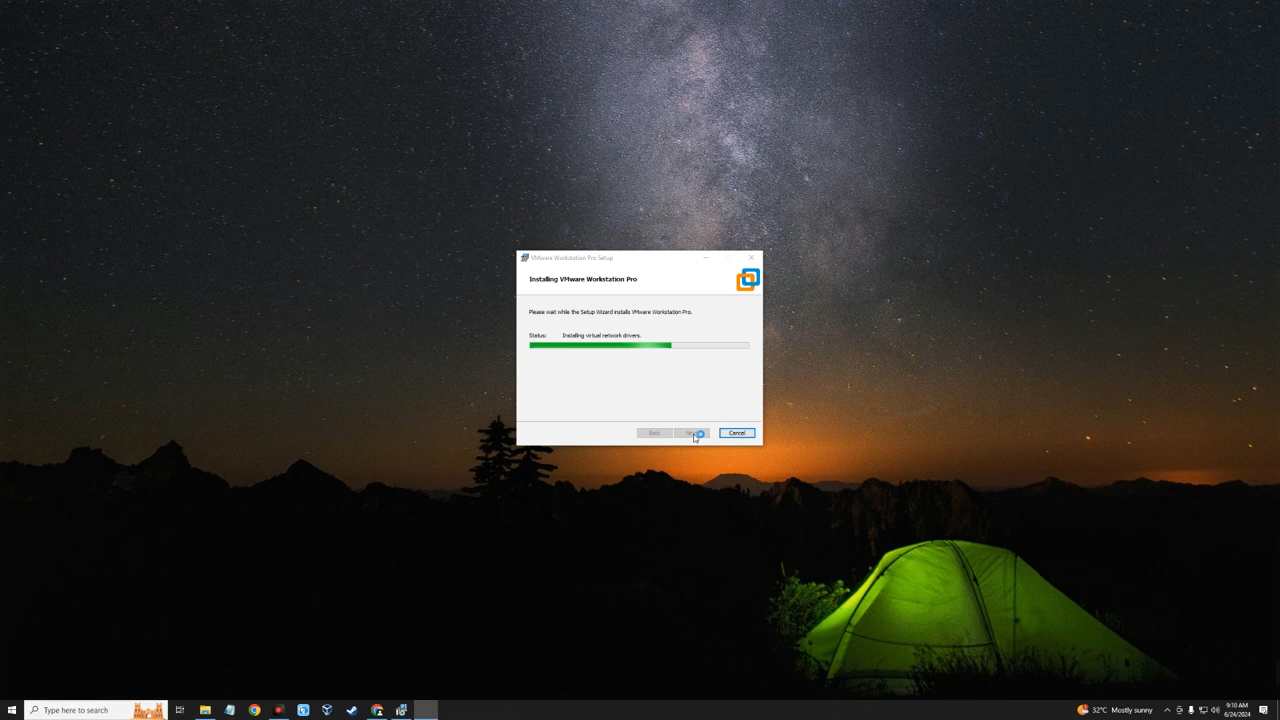 VMware Workstation Pro Setup
Installing VMware Workstation Pro
Please wait while the Setup Wizard installs VMware Workstation Pro.
Status: Installing virtual network drivers.
Back
Cancel
Type here to search
32°C Mostly sunny
9:10 AM
6/24/2024